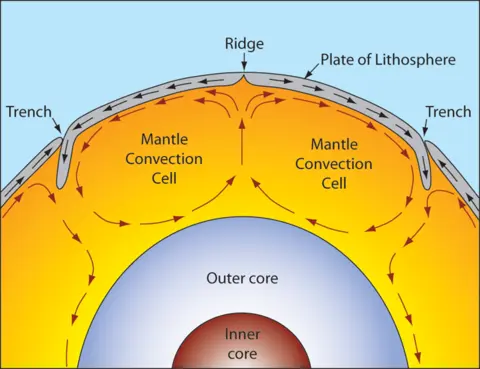 Ridge
Plate of Lithosphere
Trench
Trench
Mantle
Convection
Cell
Mantle
Convection
Cell
Outer core
Inner
core